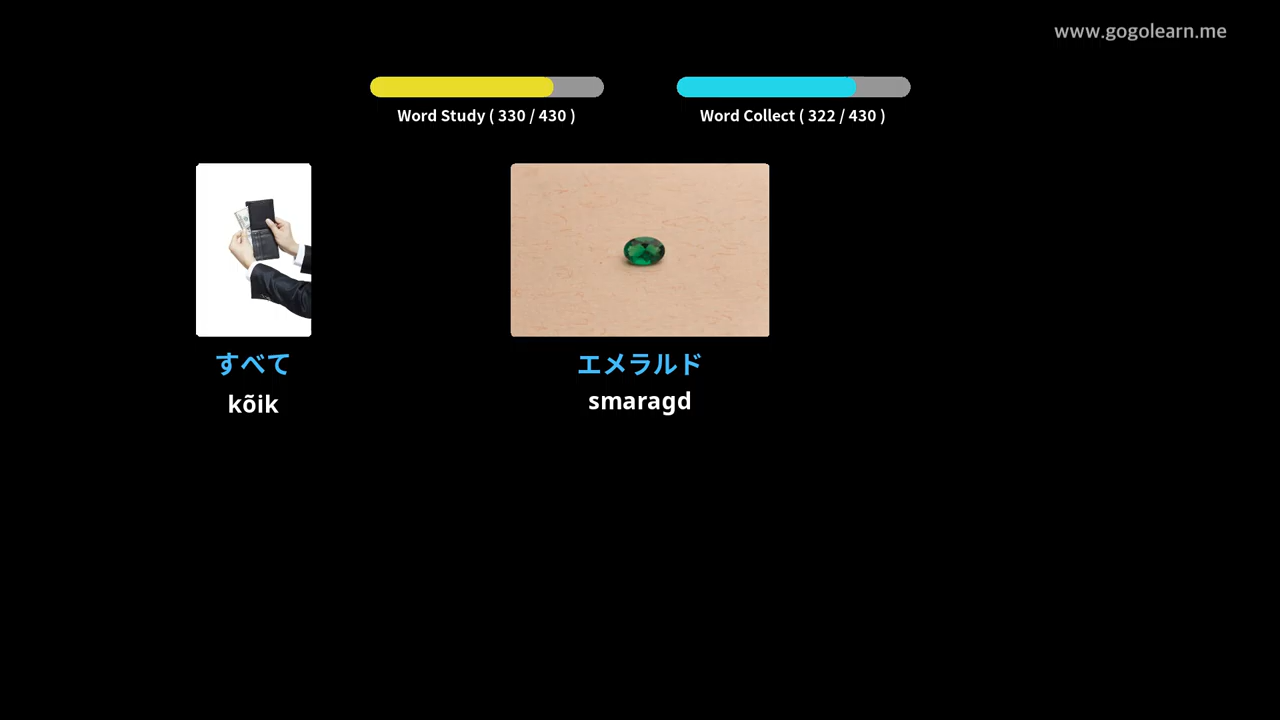 www.gogolearn.me
Word Study ( 330 / 430 )
Word Collect ( 322 / 430 )
すべて
kõik
エメラルド
smaragd